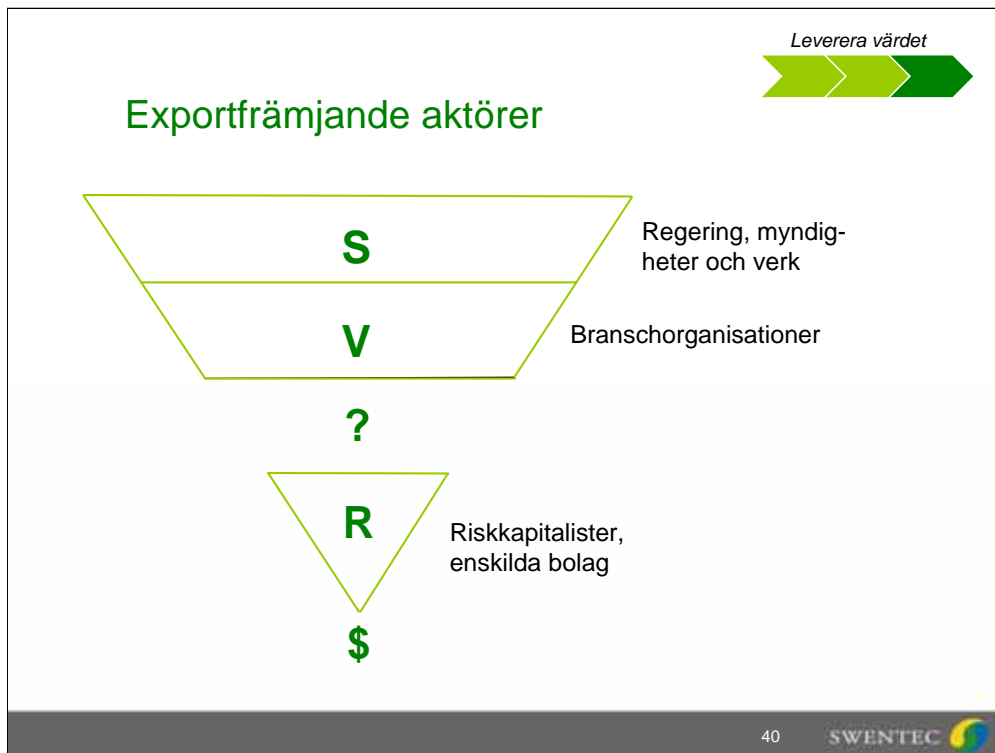 Leverera värdet
Exportfrämjande aktörer
S
Regering, myndig-
heter och verk
V
Branschorganisationer
?
R
Riskkapitalister,
enskilda bolag
$
40
SWENTEC